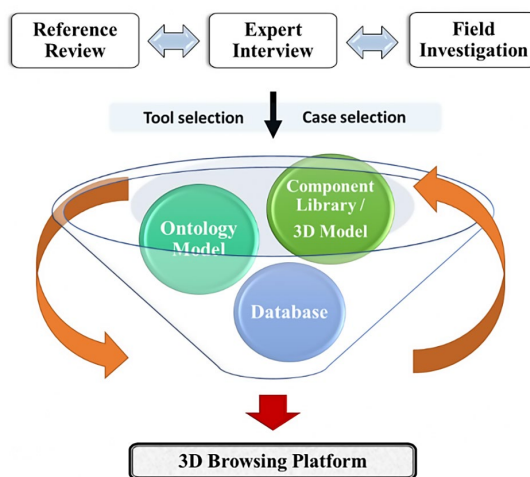 Reference
Review
Expert
Interview
Field
Investigation
Tool selection
Case selection
Component
Library /
3D Model
Ontology
Model
Database
3D Browsing Platform